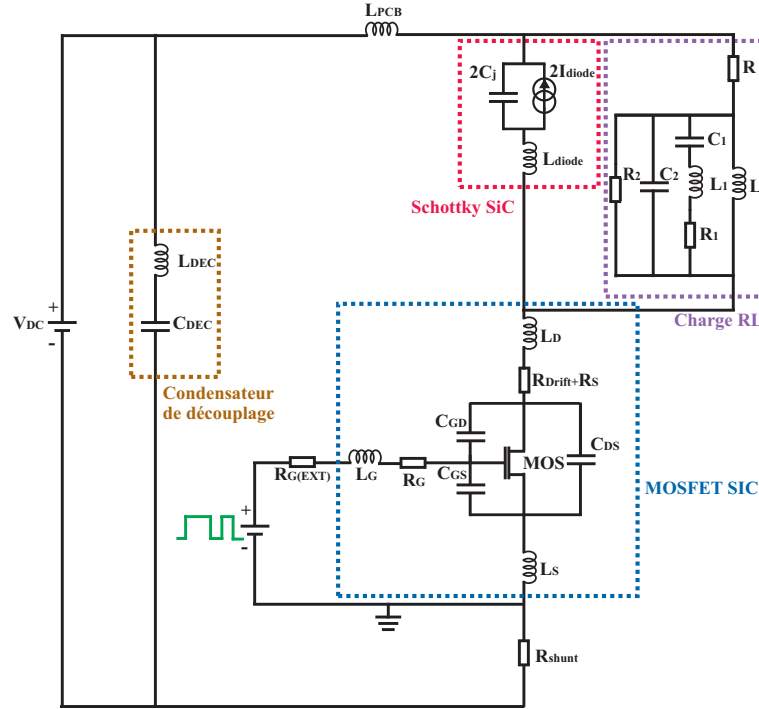 LPCB
2Cj
2Idiode
R
C1
Ldiode
R2
C2
L1
L
R1
Schottky SiC
LDEC
+
VDC
-
CDEC
Charge RL
LD
Condensateur
de découplage
RDrift+RS
CGD
CDS
RG(EXT)
LG
RG
CGS
MOS
MOSFET SIC
+
-
LS
Rshunt